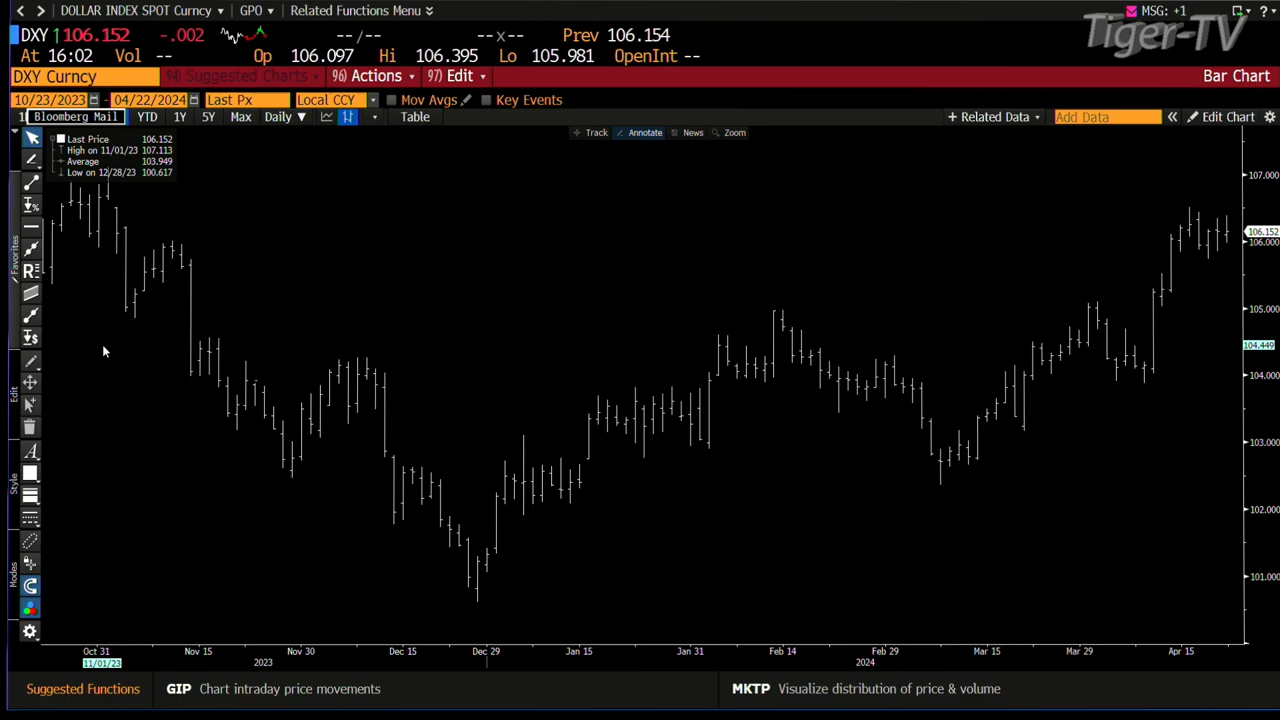 DOLLAR INDEX SPOT Curncy GPO Related Functions Menu MSG: +1 ?
Tiger-TV
DXY 106.152 -.002 --/-- --x-- Prev 106.154
At 16:02 Vol -- Op 106.097 Hi 106.395 Lo 105.981 OpenInt --
DXY Curncy 94) Suggested Charts 96) Actions 97) Edit Bar Chart
10/23/2023 - 04/22/2024 Last Px Local CCY Mov Avgs Key Events
Bloomberg Mail YTD 1Y 5Y Max Daily ▼ Table + Related Data Add Data « Edit Chart
Track Annotate News Zoom
Last Price 106.152
High on 11/01/23 107.113
Average 103.949
Low on 12/28/23 100.617
Favorites
Edit
Style
Modes
107.000
106.152
106.000
105.000
104.449
104.000
103.000
102.000
101.000
Oct 31 Nov 15 Nov 30 Dec 15 Dec 29 Jan 15 Jan 31 Feb 14 Feb 29 Mar 15 Mar 29 Apr 15
11/01/23 2023 2024
Suggested Functions GIP Chart intraday price movements MKTP Visualize distribution of price & volume